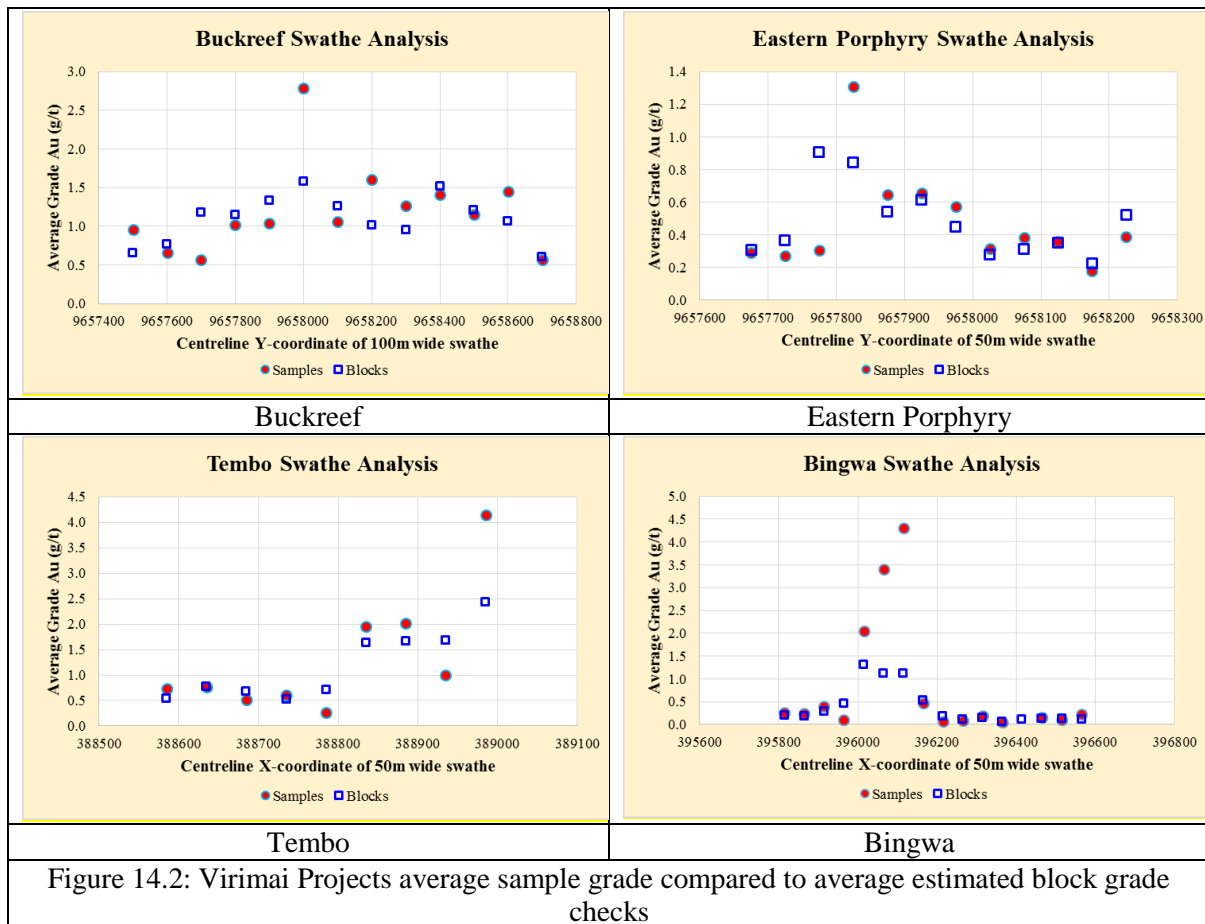 Buckreef Swathe Analysis
Average Grade Au (g/t)
3.0
2.5
2.0
1.5
1.0
0.5
0.0
9657400 9657600 9657800 9658000 9658200 9658400 9658600 9658800
Centreline Y-coordinate of 100m wide swathe
Samples Blocks
Buckreef
Eastern Porphyry Swathe Analysis
Average Grade Au (g/t)
1.4
1.2
1.0
0.8
0.6
0.4
0.2
0.0
9657600 9657700 9657800 9657900 9658000 9658100 9658200 9658300
Centreline Y-coordinate of 50m wide swathe
Samples Blocks
Eastern Porphyry
Tembo Swathe Analysis
Average Grade Au (g/t)
4.5
4.0
3.5
3.0
2.5
2.0
1.5
1.0
0.5
0.0
388500 388600 388700 388800 388900 389000 389100
Centreline X-coordinate of 50m wide swathe
Samples Blocks
Tembo
Bingwa Swathe Analysis
Average Grade Au (g/t)
5.0
4.5
4.0
3.5
3.0
2.5
2.0
1.5
1.0
0.5
0.0
395600 395800 396000 396200 396400 396600 396800
Centreline X-coordinate of 50m wide swathe
Samples Blocks
Bingwa
Figure 14.2: Virimai Projects average sample grade compared to average estimated block grade
checks